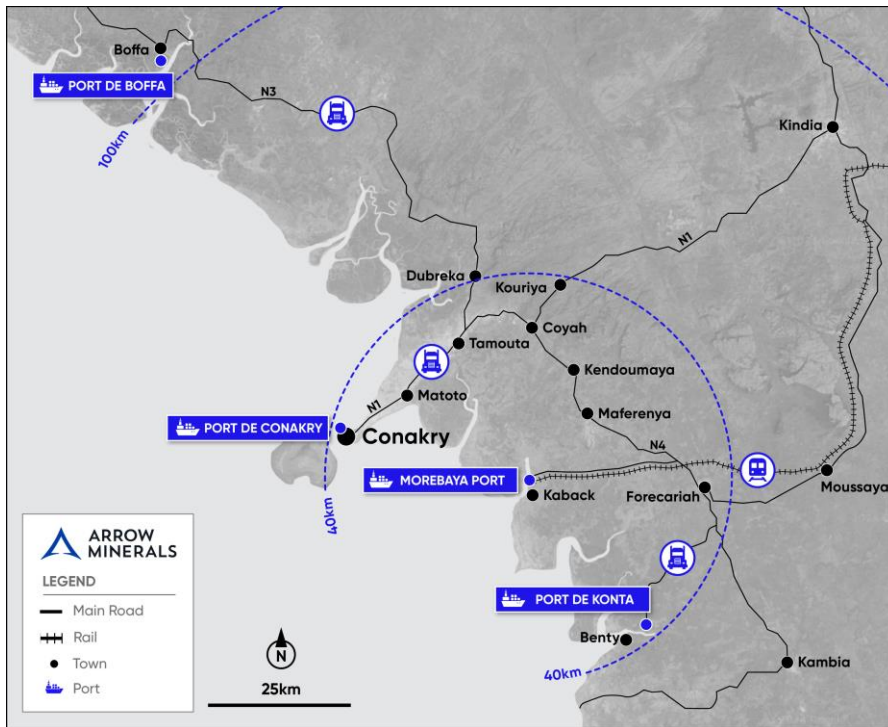 Boffa
PORT DE BOFFA
N3
100km
Kindia
N1
Dubreka
Kouriya
Coyah
Tamouta
Kendoumaya
Matoto
N1
Maferenya
PORT DE CONAKRY
Conakry
N4
MOREBAYA PORT
Kaback
Forecariah
Moussaya
40km
PORT DE KONTA
Benty
40km
Kambia
ARROW
MINERALS
LEGEND
Main Road
Rail
Town
Port
N
25km